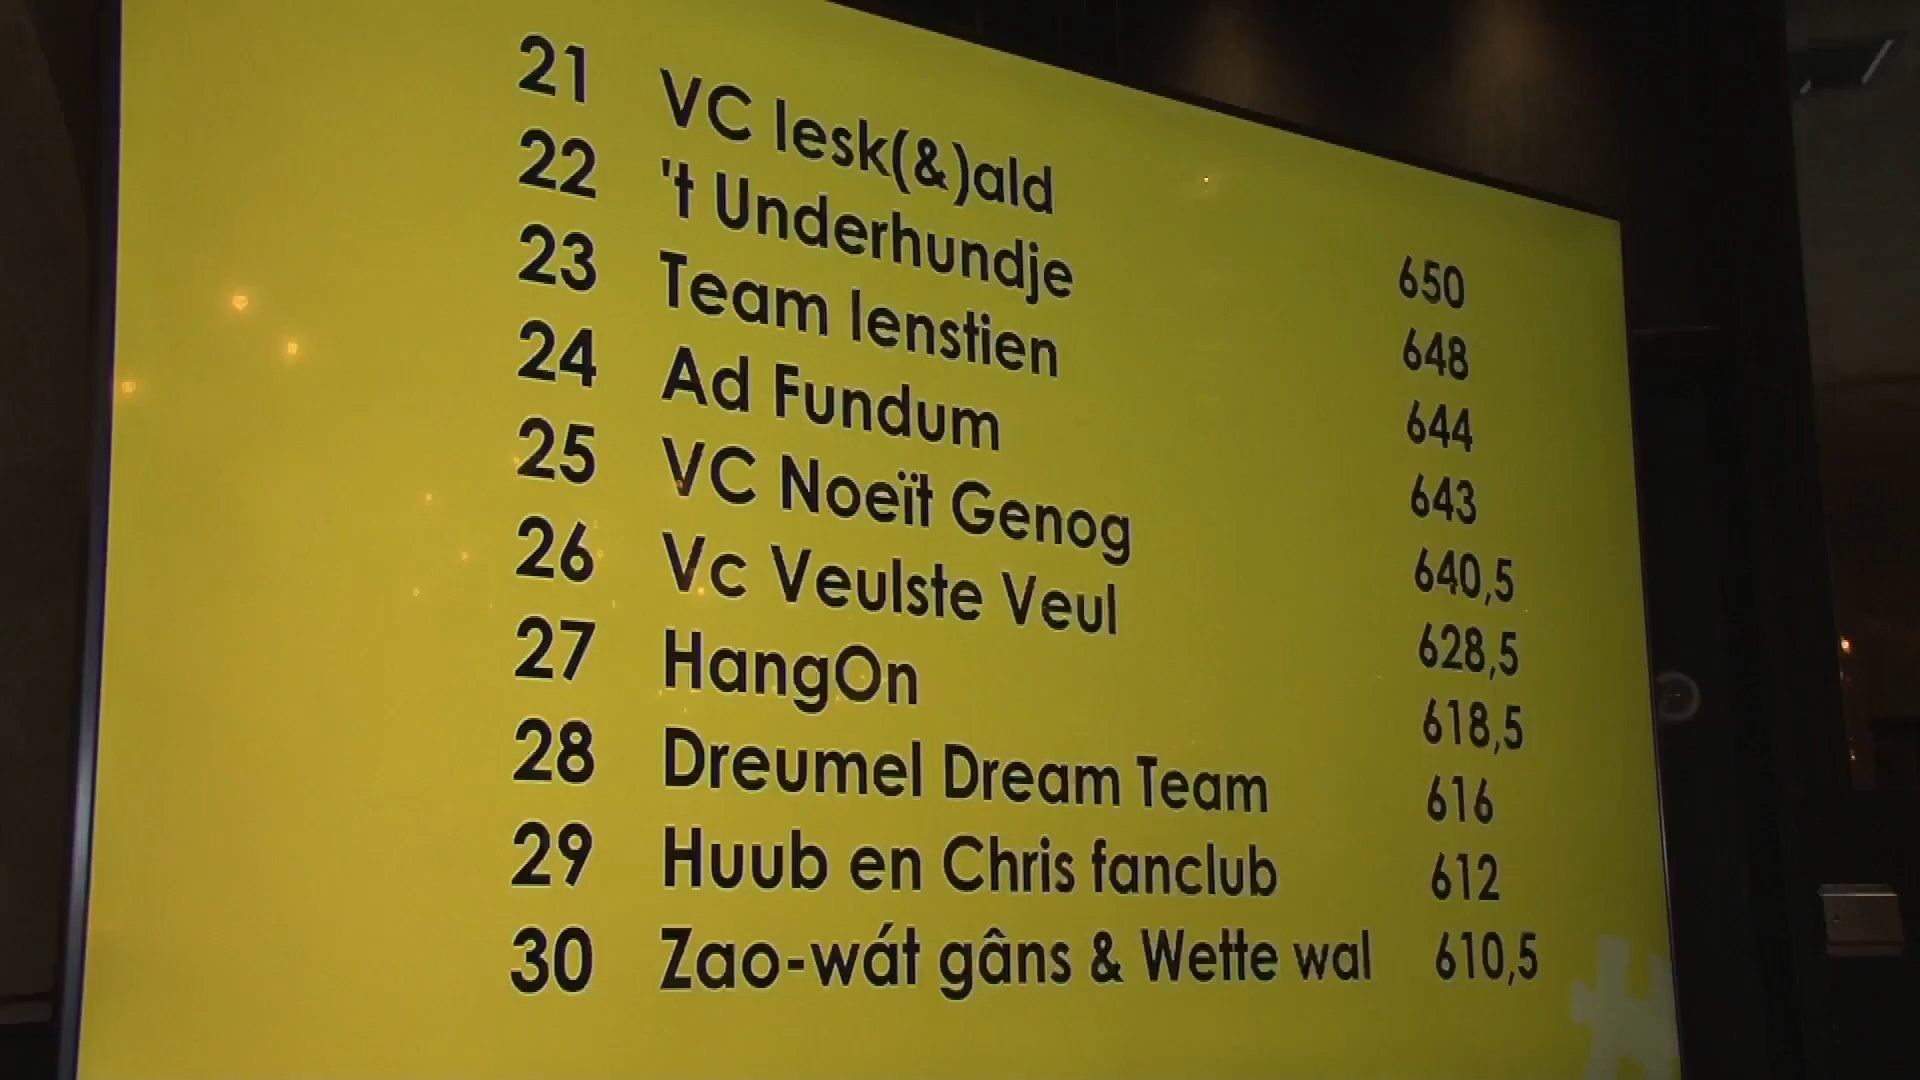 21 VC Iesk(&)ald 650
22 't Underhundje 648
23 Team Ienstien 644
24 Ad Fundum 643
25 VC Noeït Genog 640,5
26 Vc Veulste Veul 628,5
27 HangOn 618,5
28 Dreumel Dream Team 616
29 Huub en Chris fanclub 612
30 Zao-wát gâns & Wette wal 610,5